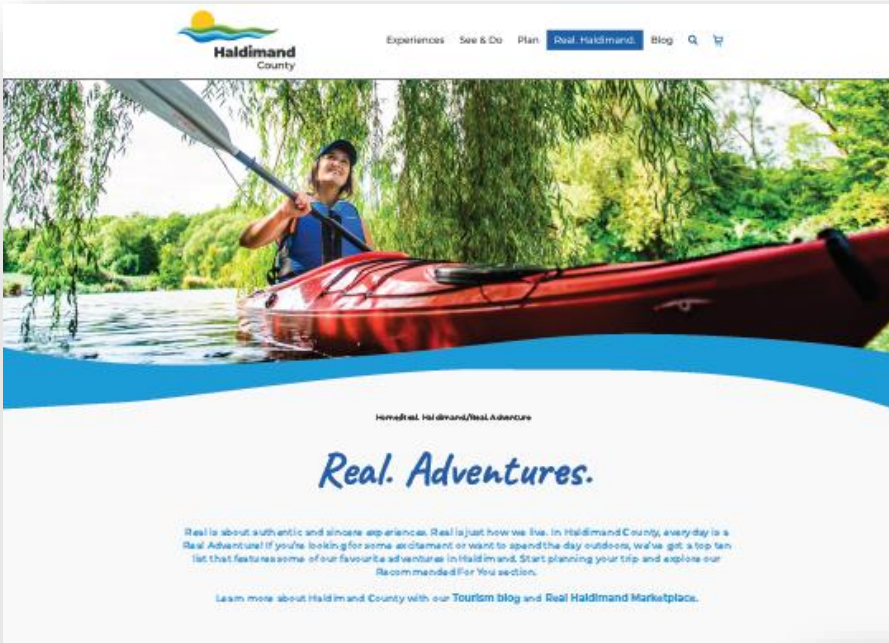 Haldimand
County
Experiences See & Do Plan Real. Haldimand. Blog
Home/Real. Haldimand./Real. Adventure
Real. Adventures.
Real is about authentic and sincere experiences. Real is just how we live. In Haldimand County, every day is a
Real Adventure! If you're looking for some excitement or want to spend the day outdoors, we've got a top ten
list that features some of our favourite adventures in Haldimand. Start planning your trip and explore our
Recommended For You section.
Learn more about Haldimand County with our Tourism blog and Real Haldimand Marketplace.